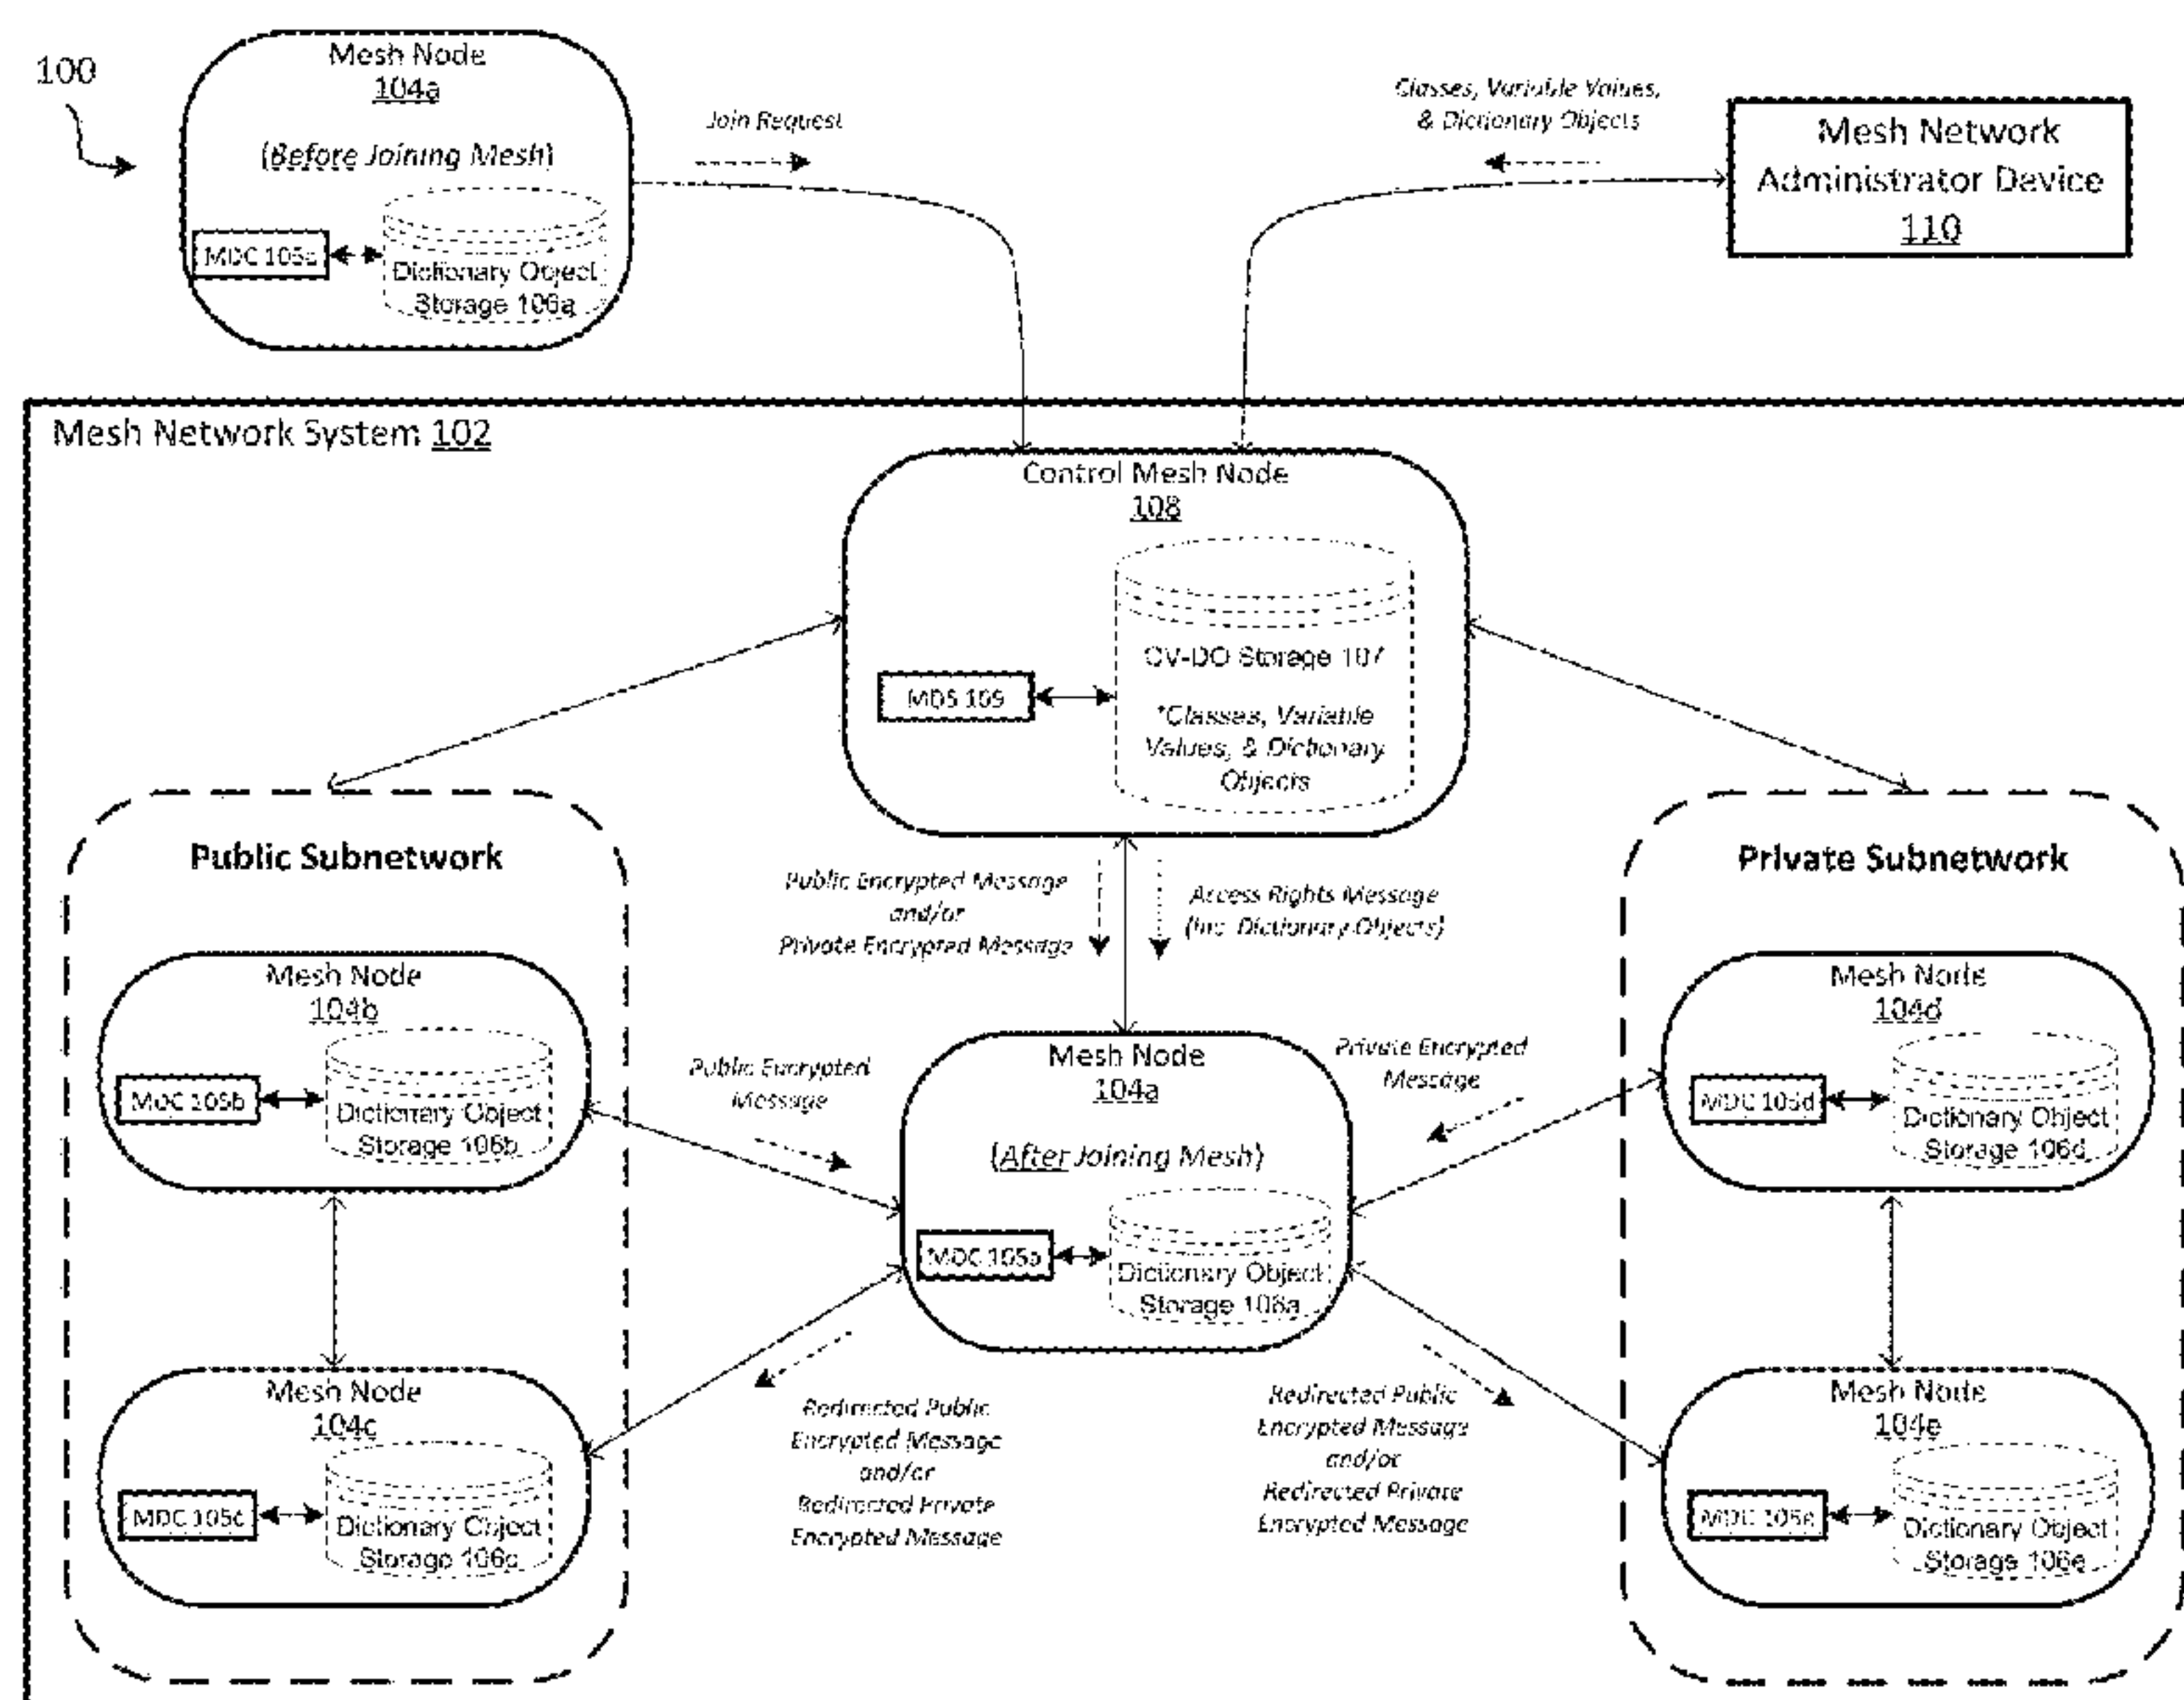 100
Mesh Node
104a
(Before Joining Mesh)
MDC 105a
Dictionary Object
Storage 106a
Join Request
Classes, Variable Values,
& Dictionary Objects
Mesh Network
Administrator Device
110
Mesh Network System 102
Control Mesh Node
108
CV-DO Storage 107
MDS 109
*Classes, Variable
Values, & Dictionary
Objects
Public Subnetwork
Private Subnetwork
Public Encrypted Message
and/or
Private Encrypted Message
Access Rights Message
(inc. Dictionary Objects)
Mesh Node
104b
MDC 105b
Dictionary Object
Storage 106b
Public Encrypted
Message
Mesh Node
104a
(After Joining Mesh)
MDC 105a
Dictionary Object
Storage 106a
Private Encrypted
Message
Mesh Node
104d
MDC 105d
Dictionary Object
Storage 106d
Mesh Node
104c
MDC 105c
Dictionary Object
Storage 106c
Redirected Public
Encrypted Message
and/or
Redirected Private
Encrypted Message
Redirected Public
Encrypted Message
and/or
Redirected Private
Encrypted Message
Mesh Node
104e
MDC 105e
Dictionary Object
Storage 106e